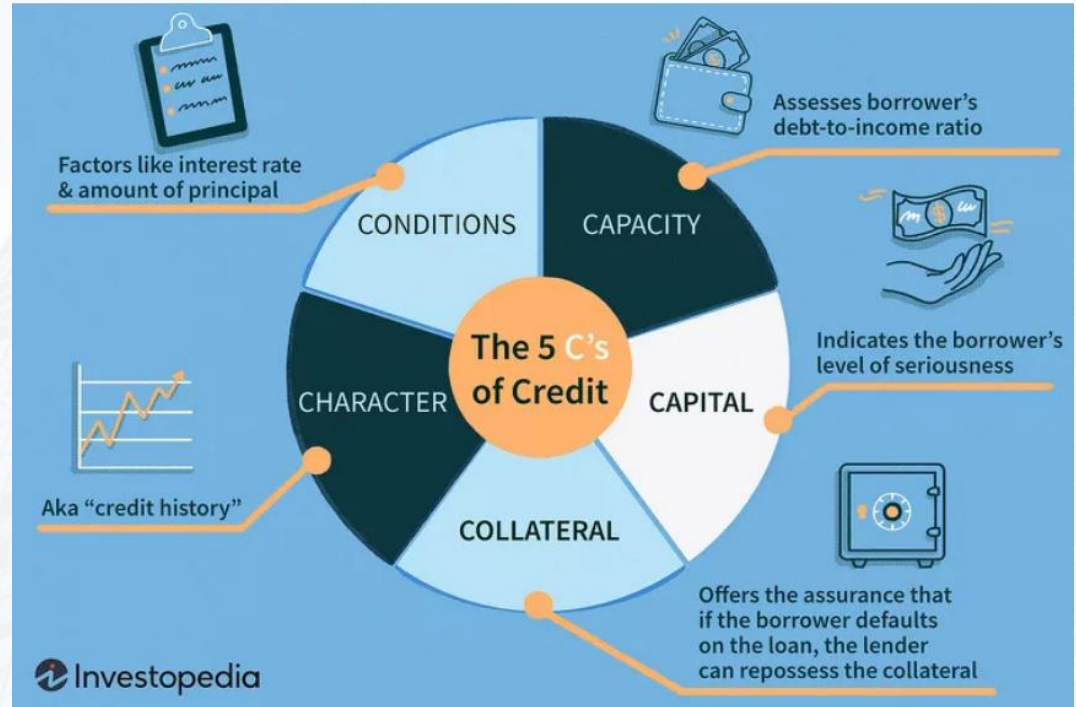 Factors like interest rate
& amount of principal
CONDITIONS
Assesses borrower’s
debt-to-income ratio
CAPACITY
Indicates the borrower’s
level of seriousness
CAPITAL
The 5 C’s
of Credit
CHARACTER
Aka “credit history”
COLLATERAL
Offers the assurance that
if the borrower defaults
on the loan, the lender
can repossess the collateral
Investopedia